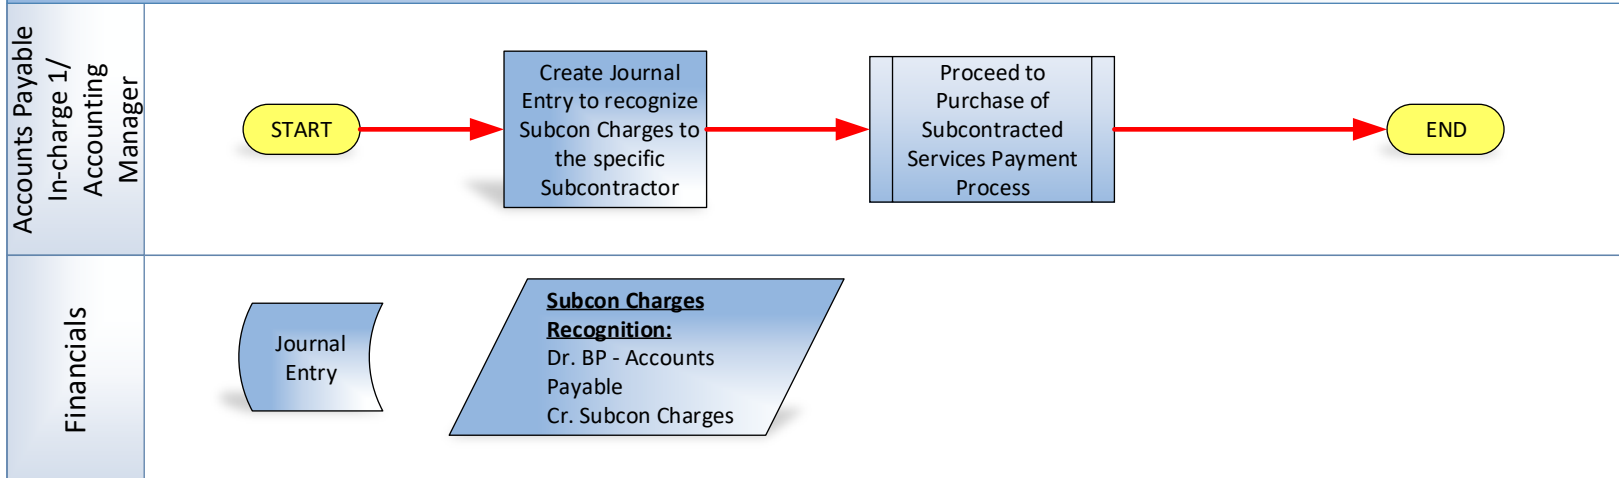 Accounts Payable
In-charge 1/
Accounting
Manager
START
Create Journal
Entry to recognize
Subcon Charges to
the specific
Subcontractor
Proceed to
Purchase of
Subcontracted
Services Payment
Process
END
Financials
Journal
Entry
Subcon Charges
Recognition:
Dr. BP - Accounts
Payable
Cr. Subcon Charges